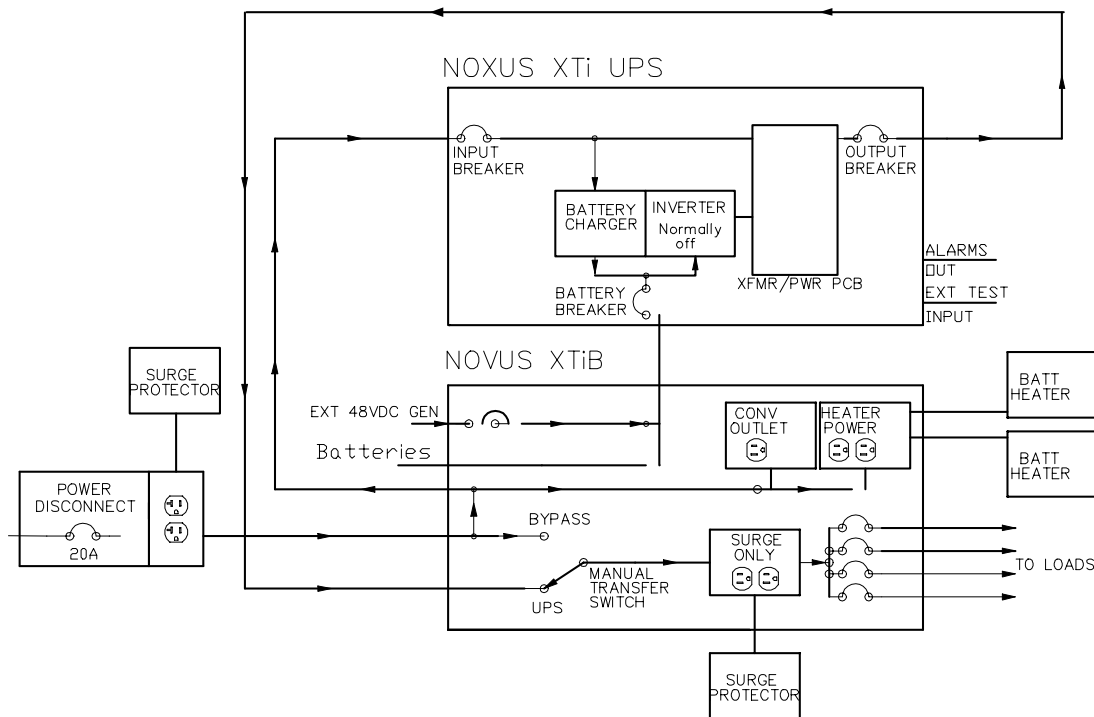 NOXUS XTi UPS
INPUT
BREAKER
OUTPUT
BREAKER
BATTERY
CHARGER
INVERTER
Normally
off
XFMR/PWR PCB
BATTERY
BREAKER
ALARMS
OUT
EXT TEST
INPUT
NOVUS XTiB
SURGE
PROTECTOR
EXT 48VDC GEN
Batteries
CONV
OUTLET
HEATER
POWER
BATT
HEATER
BATT
HEATER
POWER
DISCONNECT
20A
BYPASS
UPS
MANUAL
TRANSFER
SWITCH
SURGE
ONLY
TO LOADS
SURGE
PROTECTOR